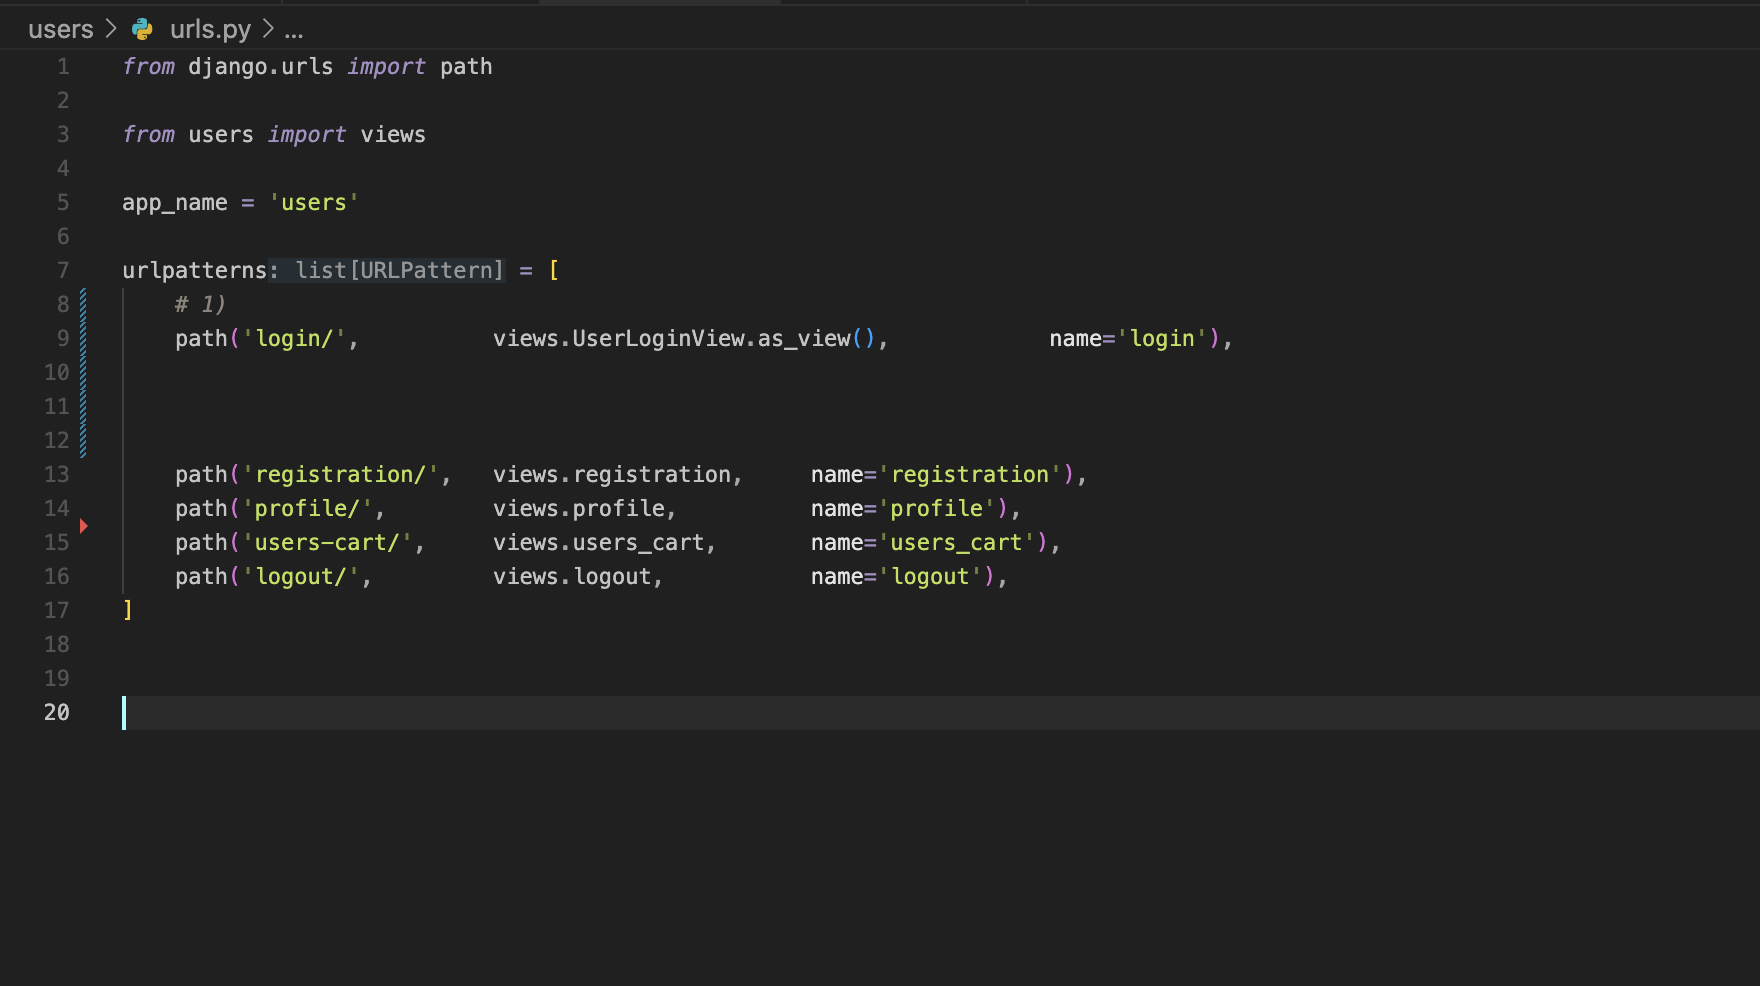 users > urls.py > ...
1 from django.urls import path
2
3 from users import views
4
5 app_name = 'users'
6
7 urlpatterns: list[URLPattern] = [
8 # 1)
9 path('login/', views.UserLoginView.as_view(), name='login'),
10
11
12
13 path('registration/', views.registration, name='registration'),
14 path('profile/', views.profile, name='profile'),
15 path('users-cart/', views.users_cart, name='users_cart'),
16 path('logout/', views.logout, name='logout'),
17 ]
18
19
20